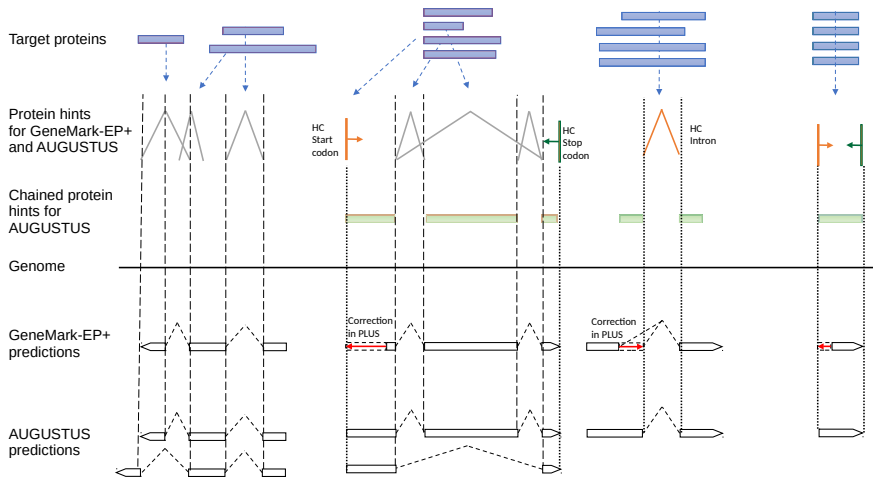 Target proteins
Protein hints
for GeneMark-EP+
and AUGUSTUS
HC
Start
codon
HC
Stop
codon
HC
Intron
Chained protein
hints for
AUGUSTUS
Genome
GeneMark-EP+
predictions
Correction
in PLUS
Correction
in PLUS
AUGUSTUS
predictions